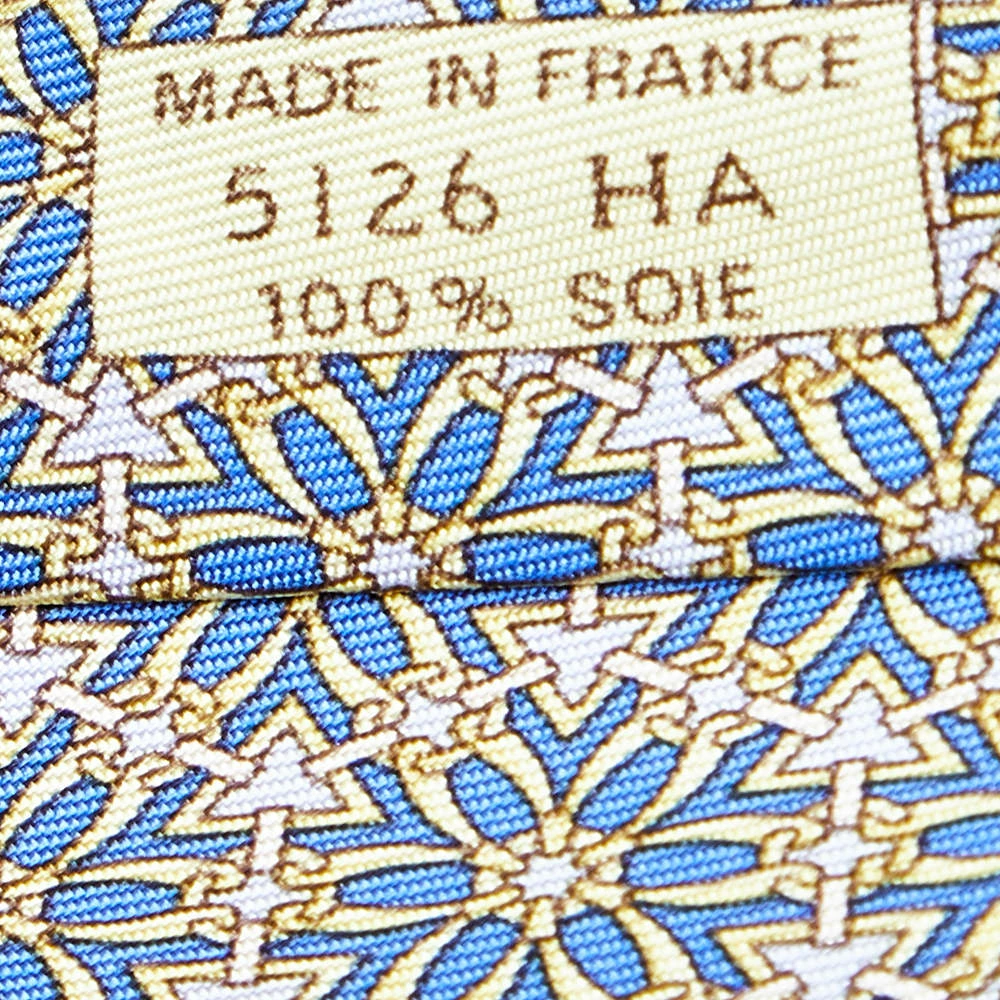 MADE IN FRANCE
5126 HA
100% SOIE